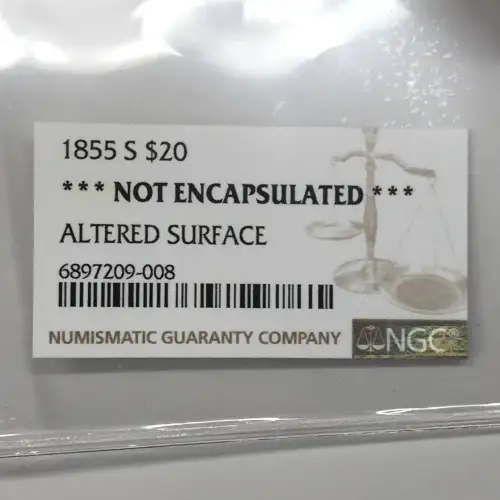 1855 S $20
*** NOT ENCAPSULATED ***
ALTERED SURFACE
6897209-008
NUMISMATIC GUARANTY COMPANY NGC®